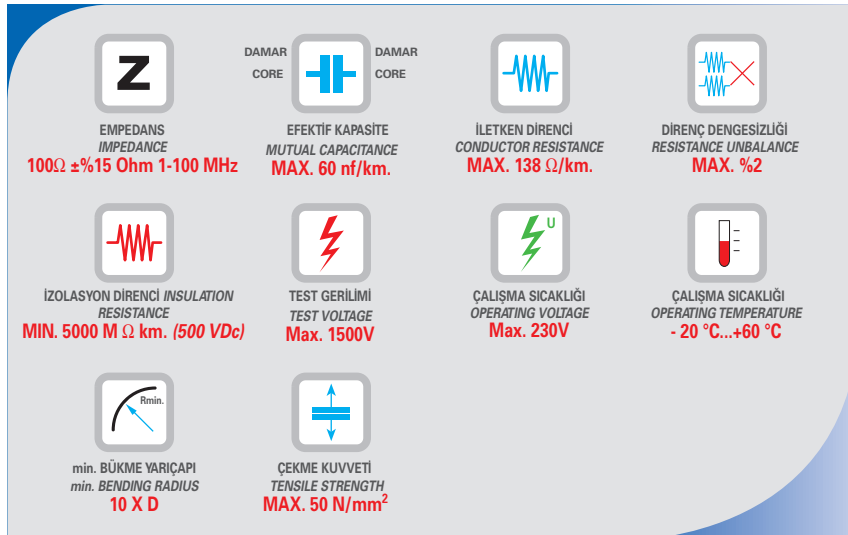 Z
EMPEDANS
IMPEDANCE
100Ω ±%15 Ohm 1-100 MHz
DAMAR DAMAR
CORE CORE
EFEKTİF KAPASİTE
MUTUAL CAPACITANCE
MAX. 60 nf/km.
İLETKEN DİRENCİ
CONDUCTOR RESISTANCE
MAX. 138 Ω/km.
DİRENÇ DENGESİZLİĞİ
RESISTANCE UNBALANCE
MAX. %2
İZOLASYON DİRENCİ INSULATION
RESISTANCE
MIN. 5000 M Ω km. (500 VDc)
TEST GERİLİMİ
TEST VOLTAGE
Max. 1500V
U
ÇALIŞMA SICAKLIĞI
OPERATING VOLTAGE
Max. 230V
ÇALIŞMA SICAKLIĞI
OPERATING TEMPERATURE
- 20 °C...+60 °C
Rmin.
min. BÜKME YARIÇAPI
min. BENDING RADIUS
10 X D
ÇEKME KUVVETİ
TENSILE STRENGTH
MAX. 50 N/mm²